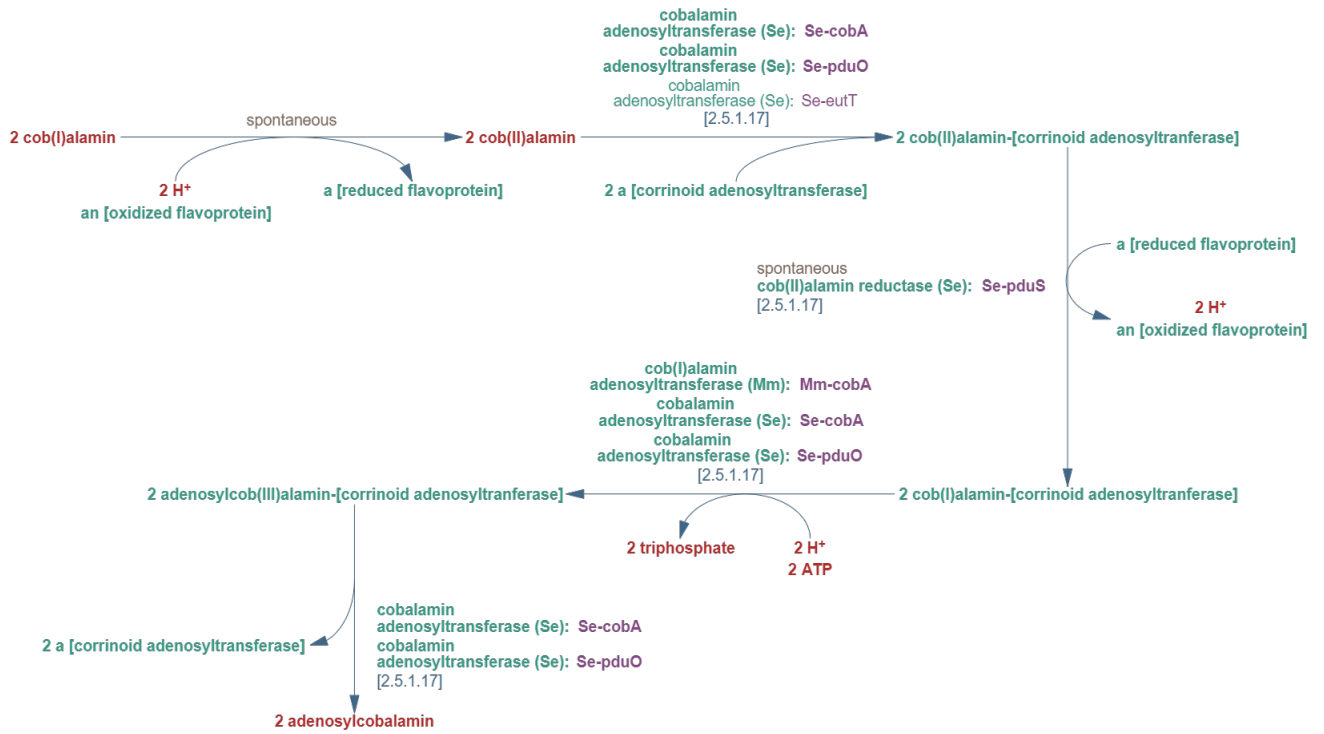 cobalamin
adenosyltransferase (Se): Se-cobA
cobalamin
adenosyltransferase (Se): Se-pduO
cobalamin
adenosyltransferase (Se): Se-eutT
[2.5.1.17]
spontaneous
2 cob(I)alamin
2 cob(II)alamin
2 cob(II)alamin-[corrinoid adenosyltranferase]
2 H+
an [oxidized flavoprotein]
a [reduced flavoprotein]
2 a [corrinoid adenosyltransferase]
a [reduced flavoprotein]
spontaneous
cob(II)alamin reductase (Se): Se-pduS
[2.5.1.17]
2 H+
an [oxidized flavoprotein]
cob(I)alamin
adenosyltransferase (Mm): Mm-cobA
cobalamin
adenosyltransferase (Se): Se-cobA
cobalamin
adenosyltransferase (Se): Se-pduO
[2.5.1.17]
2 adenosylcob(III)alamin-[corrinoid adenosyltranferase]
2 cob(I)alamin-[corrinoid adenosyltranferase]
2 triphosphate
2 H+
2 ATP
cobalamin
adenosyltransferase (Se): Se-cobA
cobalamin
adenosyltransferase (Se): Se-pduO
[2.5.1.17]
2 a [corrinoid adenosyltransferase]
2 adenosylcobalamin